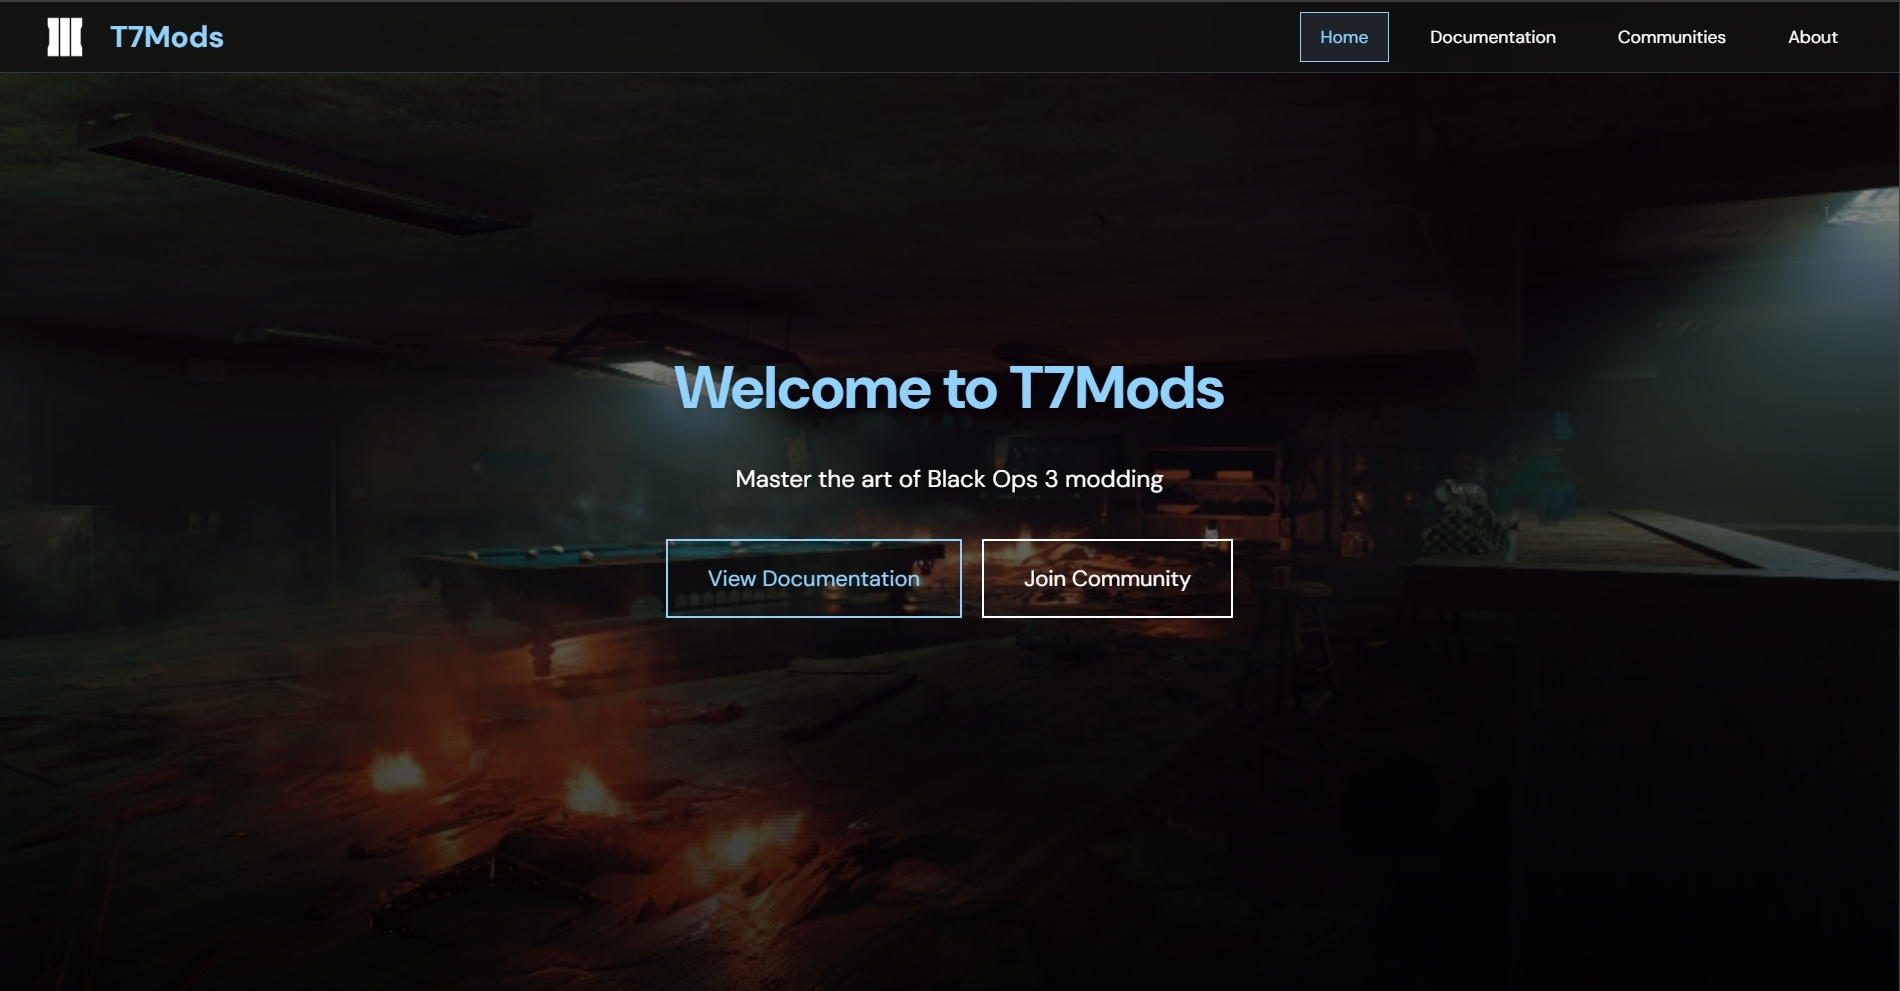 T7Mods
Home
Documentation
Communities
About
Welcome to T7Mods
Master the art of Black Ops 3 modding
View Documentation
Join Community